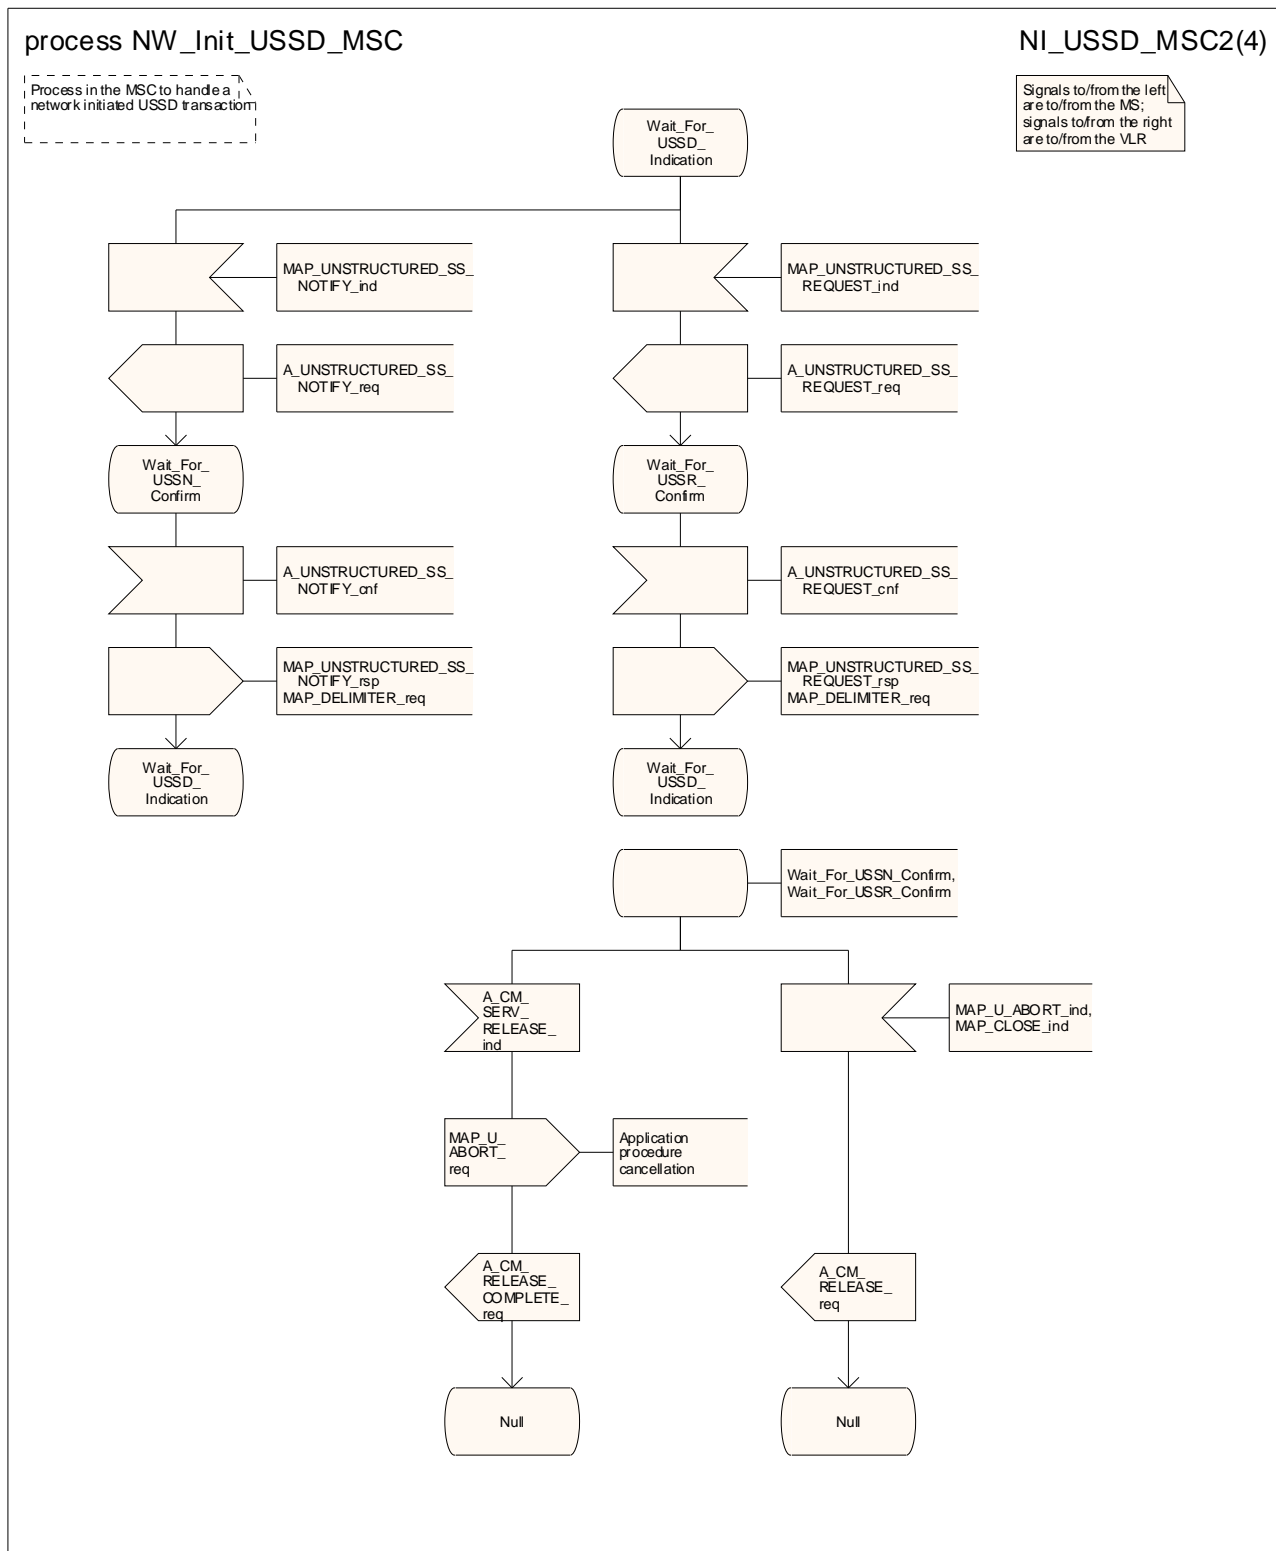 process NW_Init_USSD_MSC
NI_USSD_MSC2(4)
Process in the MSC to handle a
network initiated USSD transaction
Signals to/from the left
are to/from the MS;
signals to/from the right
are to/from the VLR
Wait_For_
USSD_
Indication
MAP_UNSTRUCTURED_SS_
NOTIFY_ind
MAP_UNSTRUCTURED_SS_
REQUEST_ind
A_UNSTRUCTURED_SS_
NOTIFY_req
A_UNSTRUCTURED_SS_
REQUEST_req
Wait_For_
USSN_
Confirm
Wait_For_
USSR_
Confirm
A_UNSTRUCTURED_SS_
NOTIFY_cnf
A_UNSTRUCTURED_SS_
REQUEST_cnf
MAP_UNSTRUCTURED_SS_
NOTIFY_rsp
MAP_DELIMITER_req
MAP_UNSTRUCTURED_SS_
REQUEST_rsp
MAP_DELIMITER_req
Wait_For_
USSD_
Indication
Wait_For_
USSD_
Indication
Wait_For_USSN_Confirm,
Wait_For_USSR_Confirm
A_CM_
SERV_
RELEASE_
ind
MAP_U_ABORT_ind,
MAP_CLOSE_ind
MAP_U_
ABORT_
req
Application
procedure
cancellation
A_CM_
RELEASE_
COMPLETE_
req
A_CM_
RELEASE_
req
Null
Null